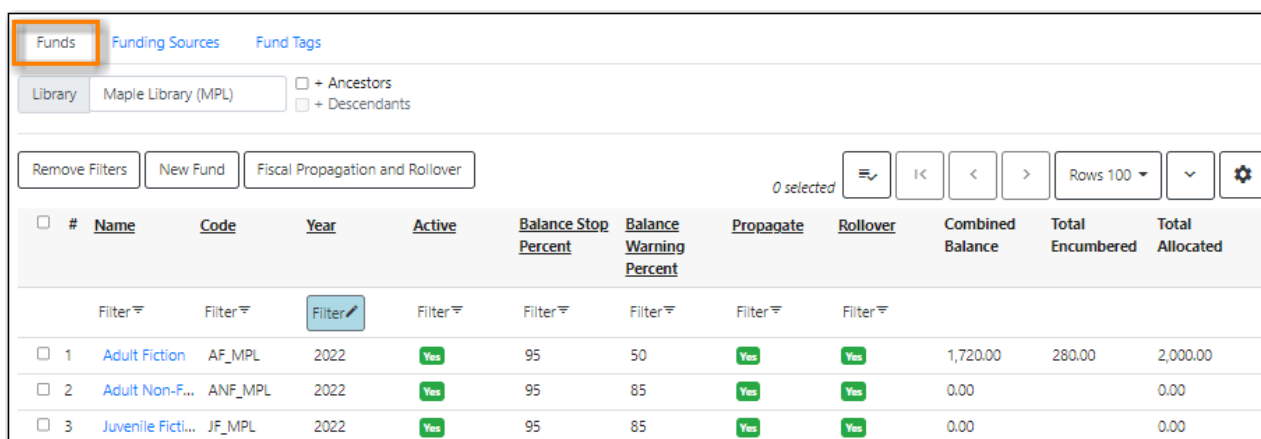 Funds Funding Sources Fund Tags
Library Maple Library (MPL) + Ancestors
+ Descendants
Remove Filters New Fund Fiscal Propagation and Rollover 0 selected Rows 100
# Name Code Year Active Balance Stop Percent Balance Warning Percent Propagate Rollover Combined Balance Total Encumbered Total Allocated
Filter Filter Filter Filter Filter Filter Filter Filter
1 Adult Fiction AF_MPL 2022 Yes 95 50 Yes Yes 1,720.00 280.00 2,000.00
2 Adult Non-F... ANF_MPL 2022 Yes 95 85 Yes Yes 0.00 0.00
3 Juvenile Ficti... JF_MPL 2022 Yes 95 85 Yes Yes 0.00 0.00